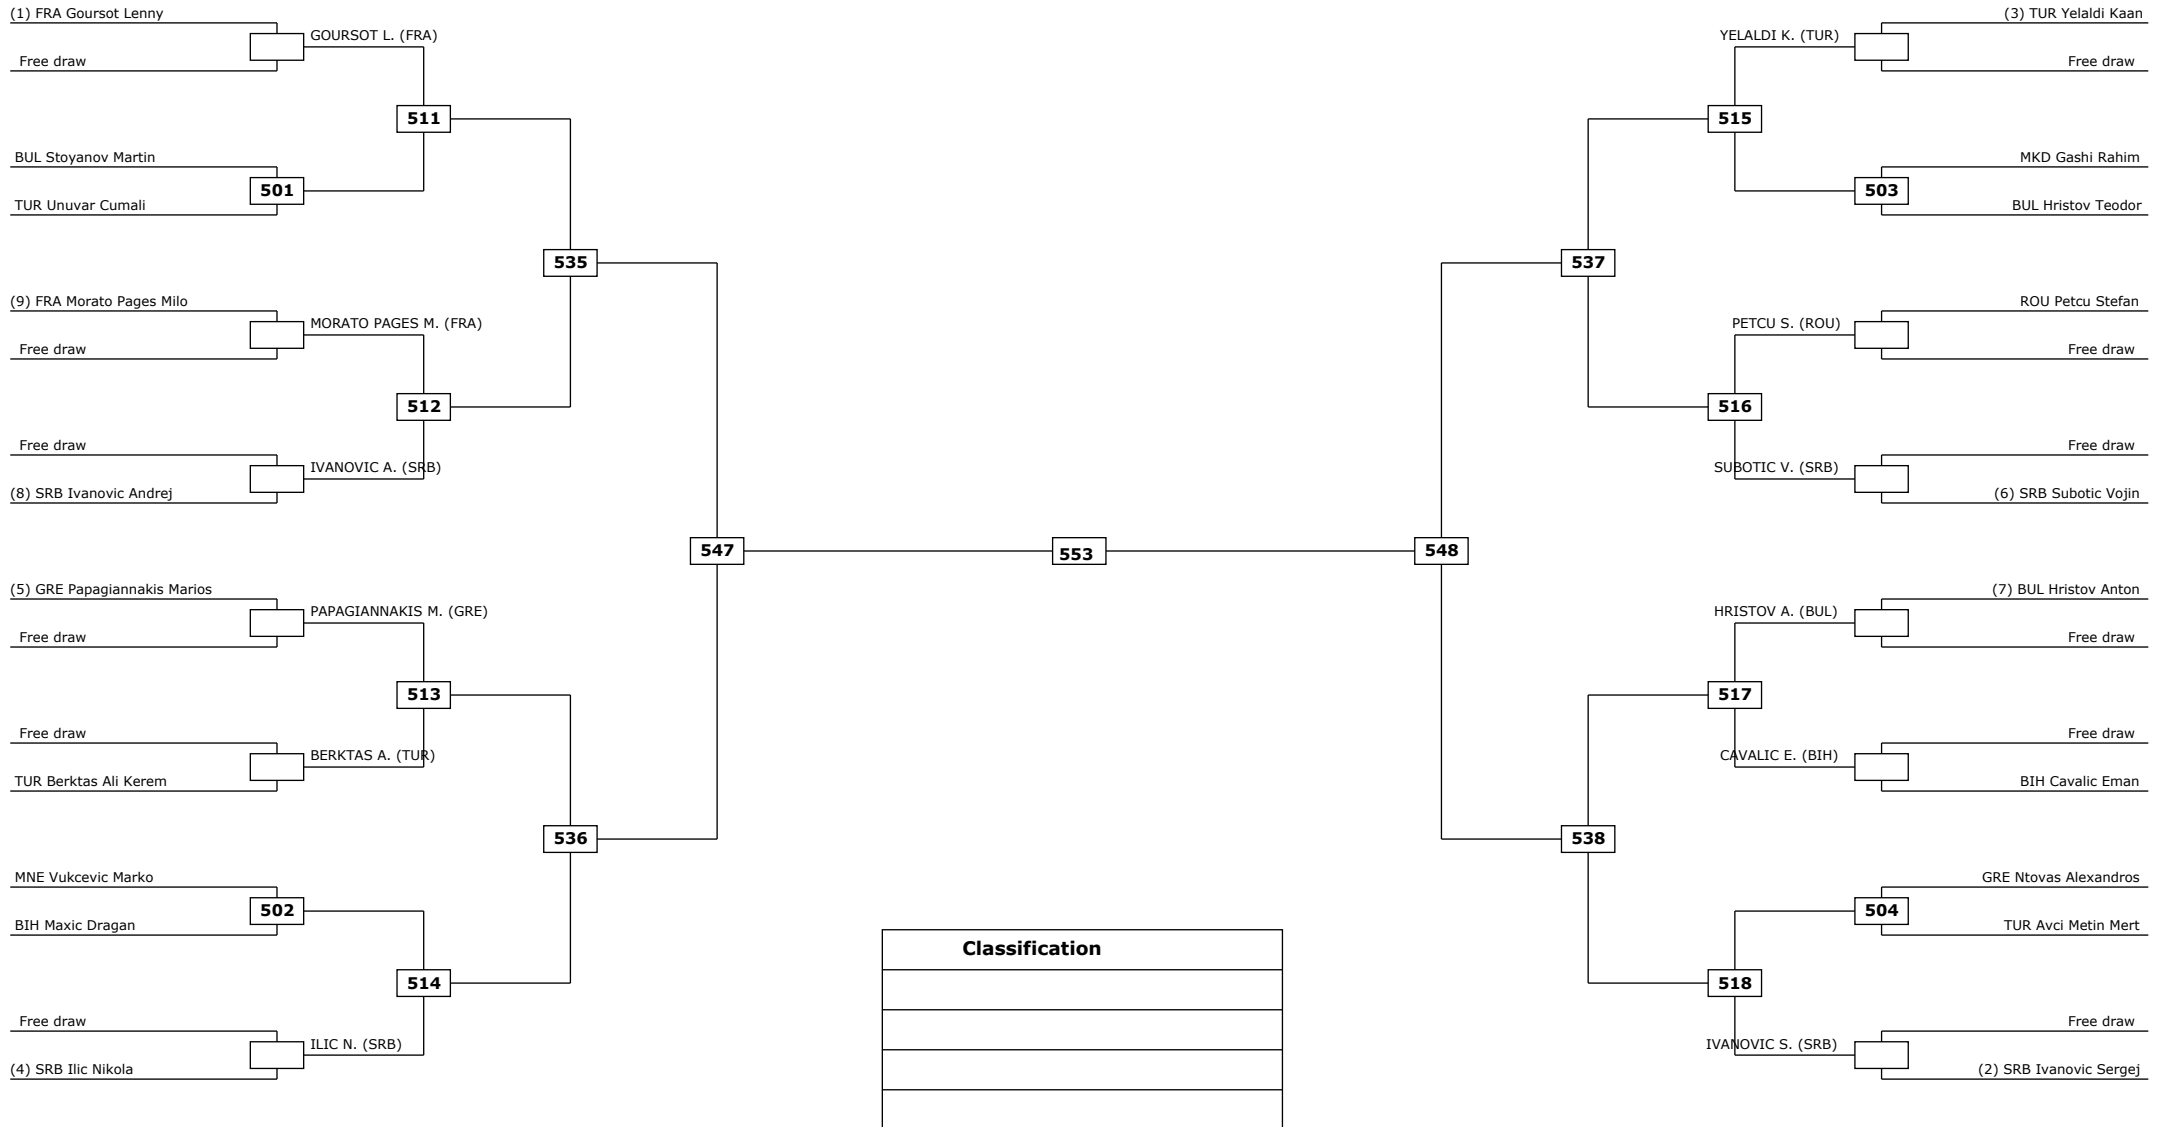 (1) FRA Goursot Lenny
GOURSOT L. (FRA)
Free draw
511
BUL Stoyanov Martin
501
TUR Unuvar Cumali
535
(9) FRA Morato Pages Milo
MORATO PAGES M. (FRA)
Free draw
512
Free draw
IVANOVIC A. (SRB)
(8) SRB Ivanovic Andrej
547
(5) GRE Papagiannakis Marios
PAPAGIANNAKIS M. (GRE)
Free draw
513
Free draw
BERKTAS A. (TUR)
TUR Berktas Ali Kerem
536
MNE Vukcevic Marko
502
BIH Maxic Dragan
514
Free draw
ILIC N. (SRB)
(4) SRB Ilic Nikola
553
(3) TUR Yelaldi Kaan
YELALDI K. (TUR)
Free draw
515
MKD Gashi Rahim
503
BUL Hristov Teodor
537
ROU Petcu Stefan
PETCU S. (ROU)
Free draw
516
Free draw
SUBOTIC V. (SRB)
(6) SRB Subotic Vojin
548
(7) BUL Hristov Anton
HRISTOV A. (BUL)
Free draw
517
Free draw
CAVALIC E. (BIH)
BIH Cavalic Eman
538
GRE Ntovas Alexandros
504
TUR Avci Metin Mert
518
Free draw
IVANOVIC S. (SRB)
(2) SRB Ivanovic Sergej
Classification